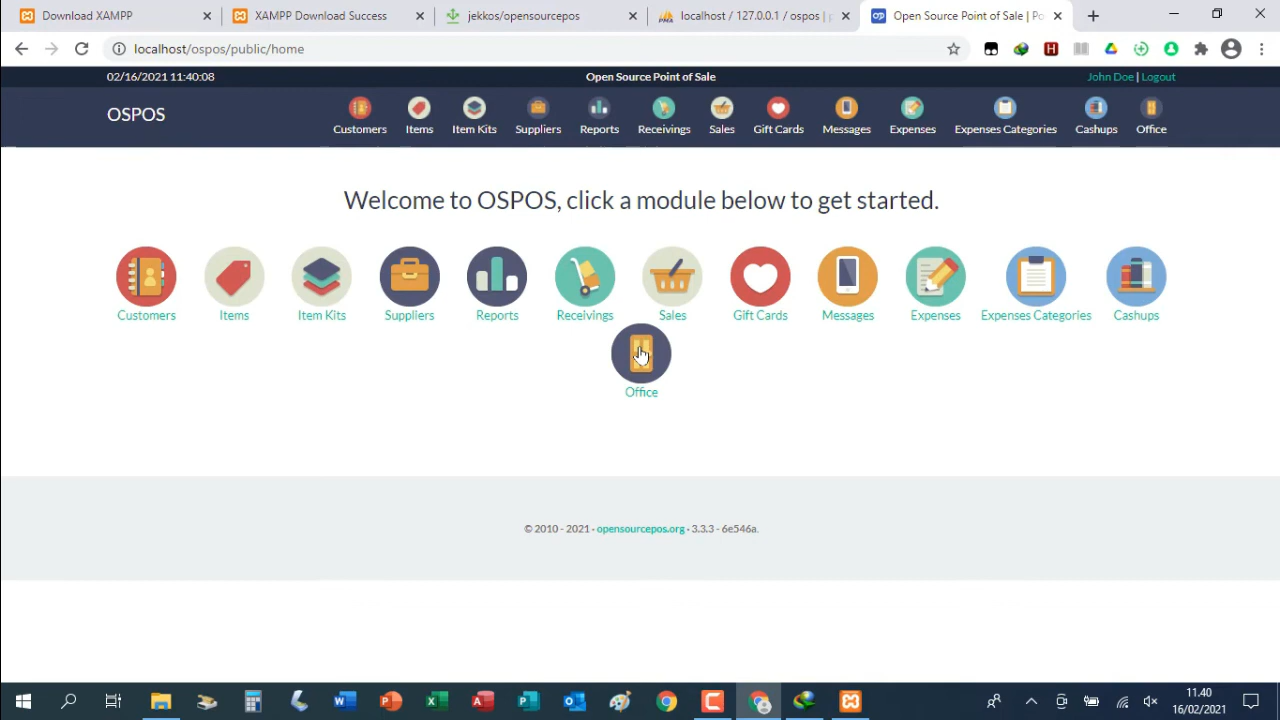 Download XAMPP
XAMPP Download Success
jekkos/opensourcepos
localhost / 127.0.0.1 / ospos |
Open Source Point of Sale | Po
localhost/ospos/public/home
02/16/2021 11:40:08
Open Source Point of Sale
John Doe | Logout
OSPOS
Customers
Items
Item Kits
Suppliers
Reports
Receivings
Sales
Gift Cards
Messages
Expenses
Expenses Categories
Cashups
Office
Welcome to OSPOS, click a module below to get started.
Customers
Items
Item Kits
Suppliers
Reports
Receivings
Sales
Gift Cards
Messages
Expenses
Expenses Categories
Cashups
Office
© 2010 - 2021 · opensourcepos.org · 3.3.3 - 6e546a.
11.40
16/02/2021